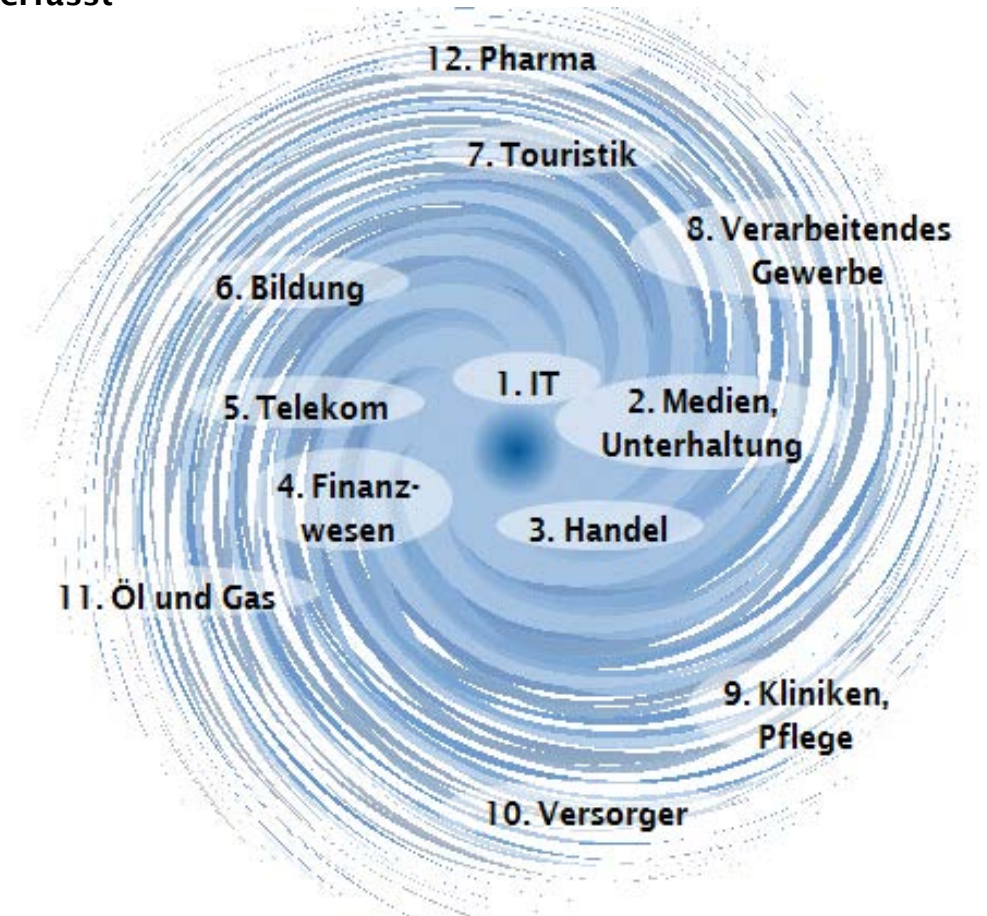 erfasst
12. Pharma
7. Touristik
8. Verarbeitendes
Gewerbe
6. Bildung
1. IT
2. Medien,
Unterhaltung
5. Telekom
4. Finanz-
wesen
3. Handel
11. Öl und Gas
9. Kliniken,
Pflege
10. Versorger